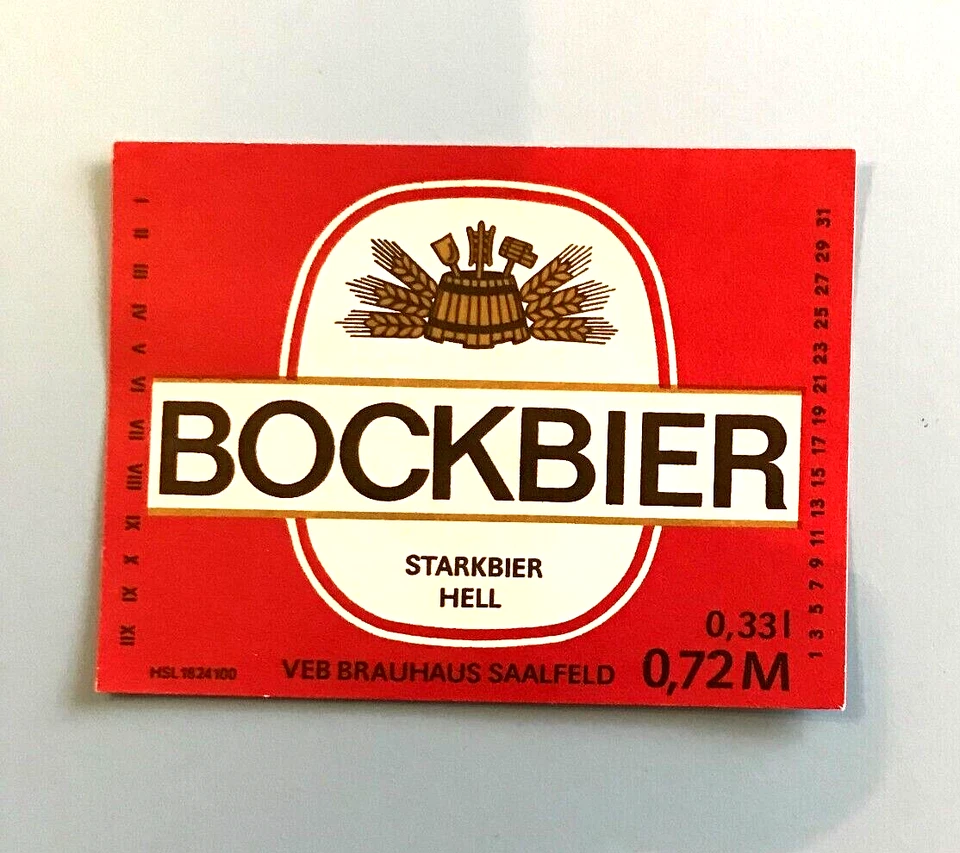 I II III IV V VI VII VIII IX X XI XII
BOCKBIER
STARKBIER
HELL
0,33 l
0,72 M
VEB BRAUHAUS SAALFELD
HSL 1824100
1 3 5 7 9 11 13 15 17 19 21 23 25 27 29 31